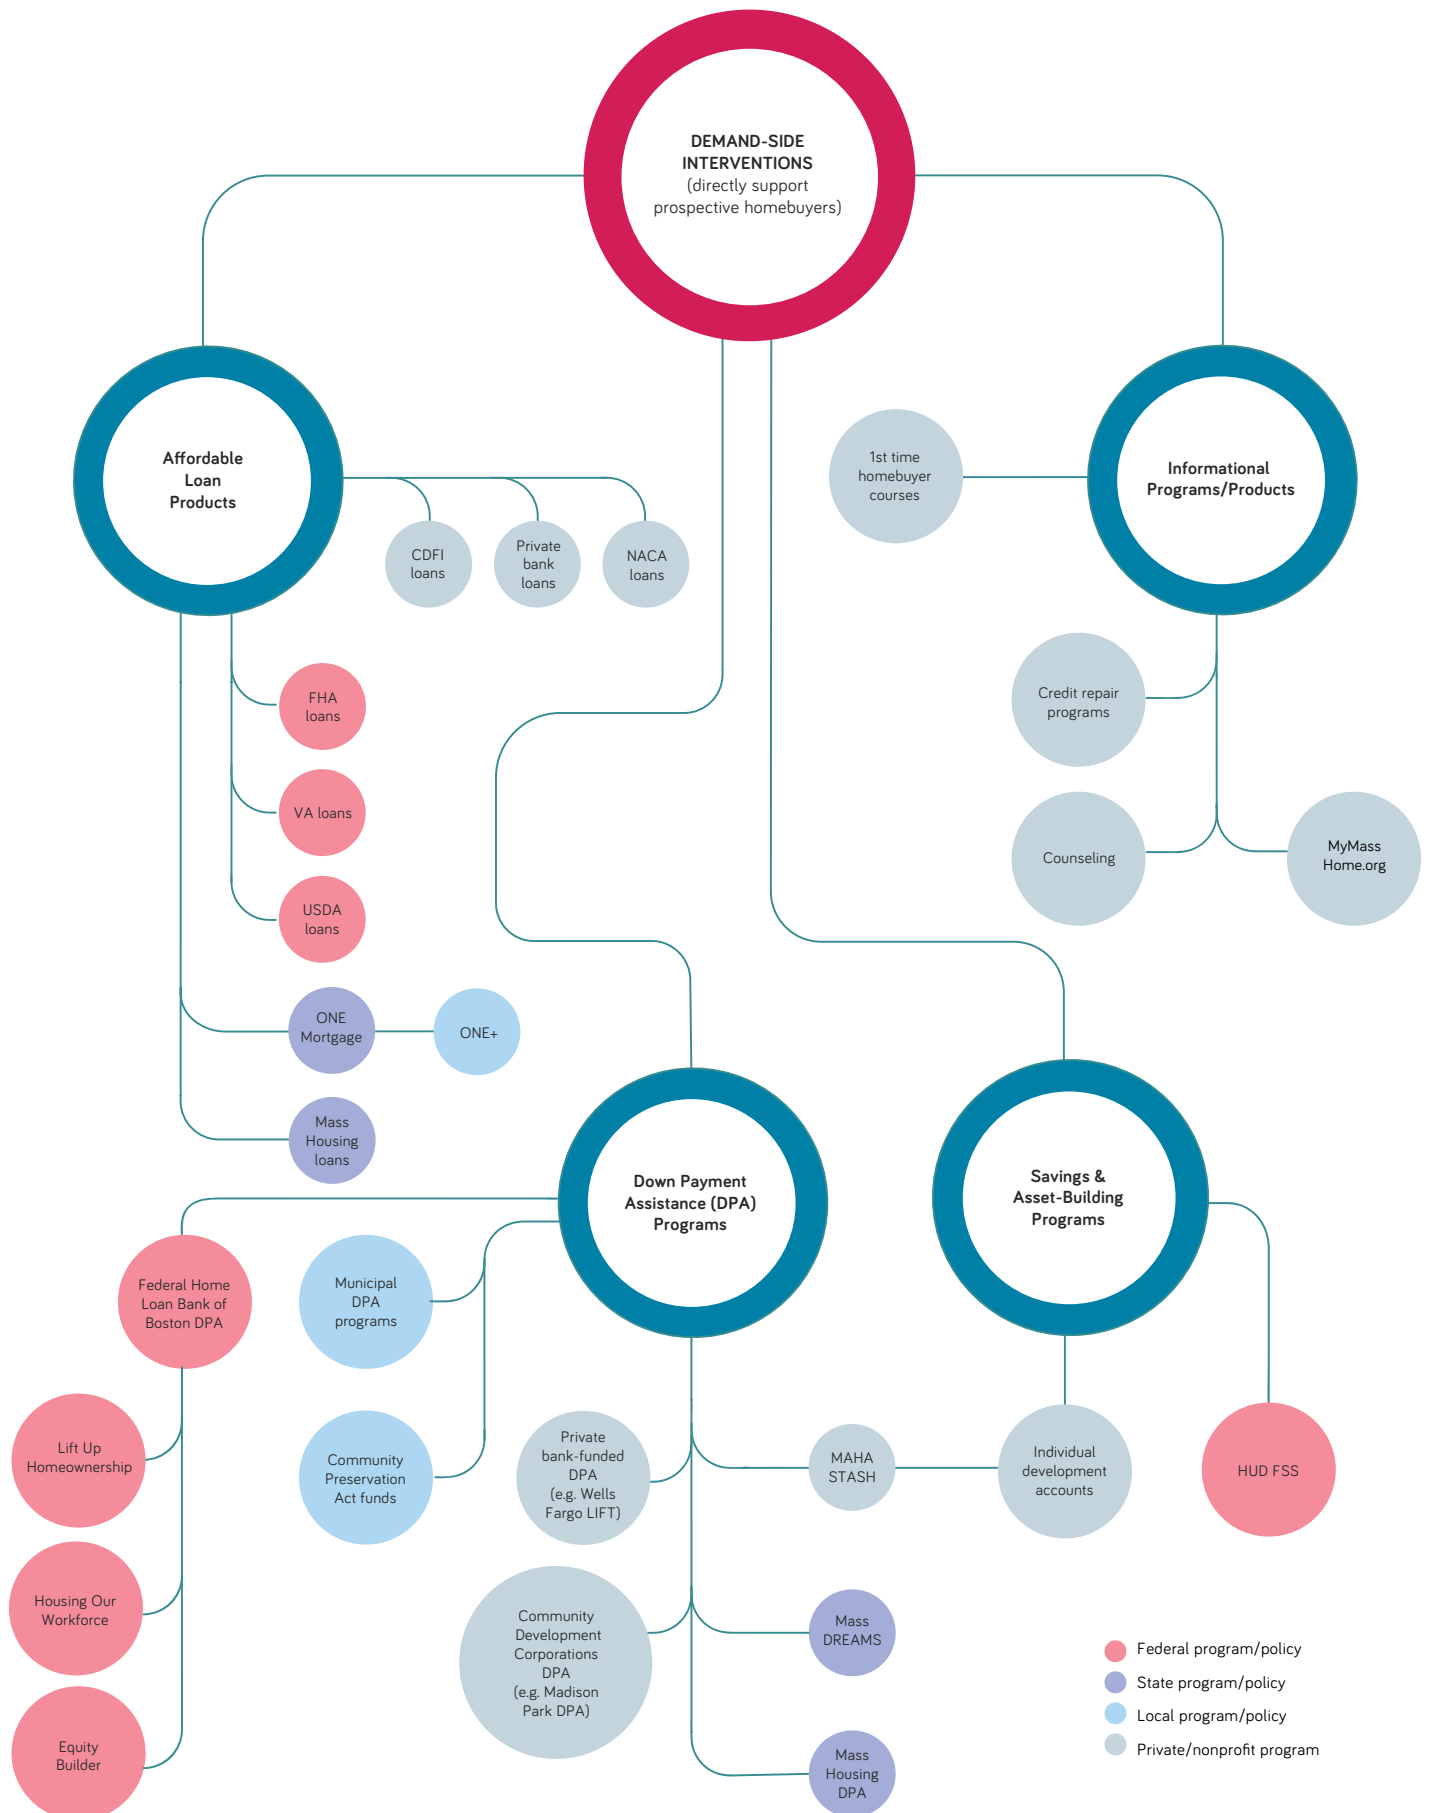 DEMAND-SIDE
INTERVENTIONS
(directly support
prospective homebuyers)
Affordable
Loan
Products
CDFI
loans
Private
bank
loans
NACA
loans
1st time
homebuyer
courses
Informational
Programs/Products
FHA
loans
VA loans
USDA
loans
Credit repair
programs
Counseling
MyMass
Home.org
ONE
Mortgage
ONE+
Mass
Housing
loans
Down Payment
Assistance (DPA)
Programs
Savings &
Asset-Building
Programs
Federal Home
Loan Bank of
Boston DPA
Municipal
DPA
programs
Lift Up
Homeownership
Community
Preservation
Act funds
Private
bank-funded
DPA
(e.g. Wells
Fargo LIFT)
MAHA
STASH
Individual
development
accounts
HUD FSS
Housing Our
Workforce
Community
Development
Corporations
DPA
(e.g. Madison
Park DPA)
Mass
DREAMS
Equity
Builder
Mass
Housing
DPA
Federal program/policy
State program/policy
Local program/policy
Private/nonprofit program